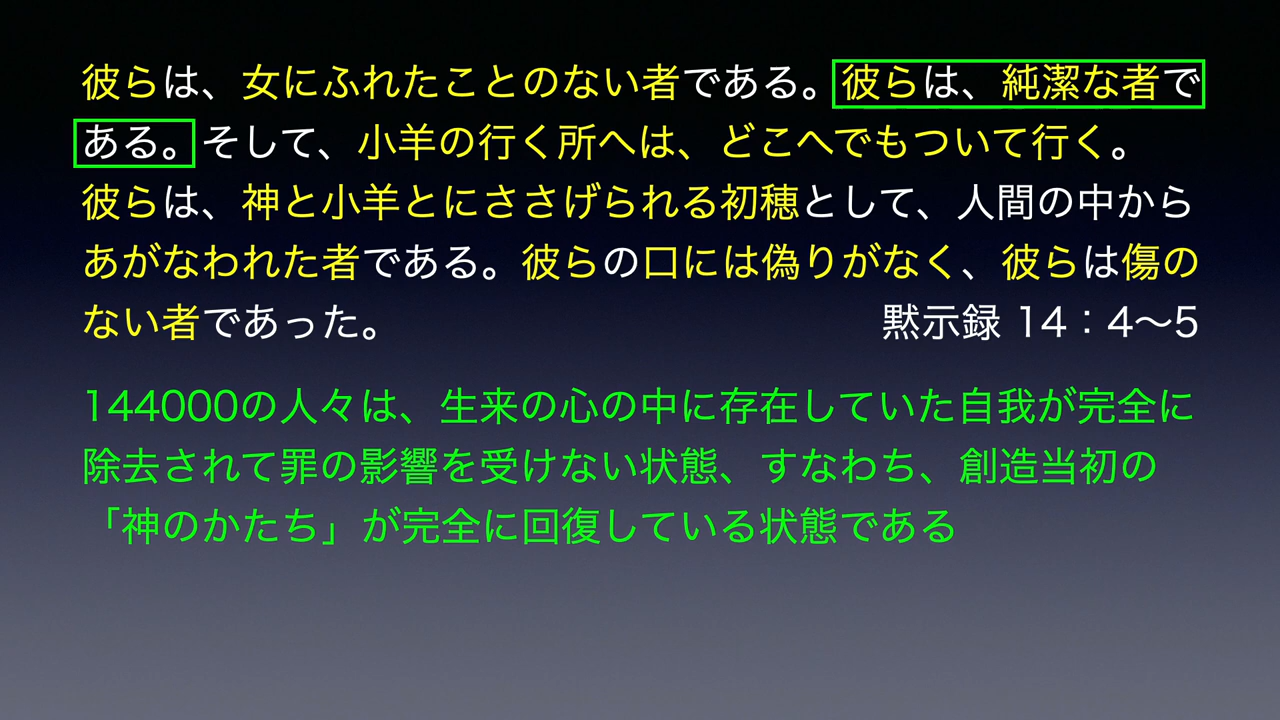 彼らは、女にふれたことのない者である。彼らは、純潔な者で
ある。そして、小羊の行く所へは、どこへでもついて行く。
彼らは、神と小羊とにささげられる初穂として、人間の中から
あがなわれた者である。彼らの口には偽りがなく、彼らは傷の
ない者であった。 黙示録 14：4〜5
144000の人々は、生来の心の中に存在していた自我が完全に
除去されて罪の影響を受けない状態、すなわち、創造当初の
「神のかたち」が完全に回復している状態である